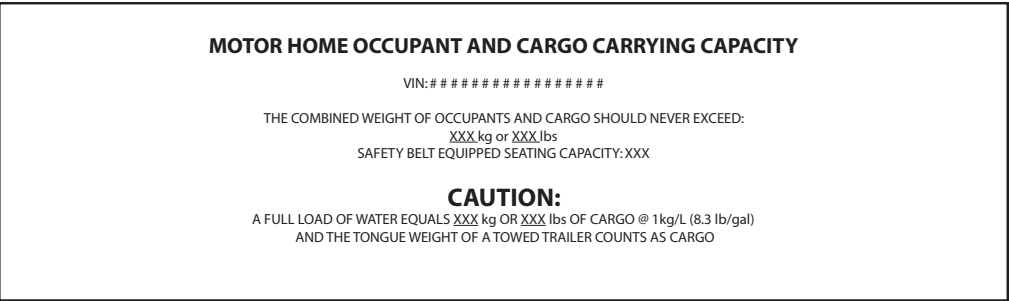 MOTOR HOME OCCUPANT AND CARGO CARRYING CAPACITY
VIN: # # # # # # # # # # # # # # # # #
THE COMBINED WEIGHT OF OCCUPANTS AND CARGO SHOULD NEVER EXCEED:
XXX kg or XXX lbs
SAFETY BELT EQUIPPED SEATING CAPACITY: XXX
CAUTION:
A FULL LOAD OF WATER EQUALS XXX kg OR XXX lbs OF CARGO @ 1kg/L (8.3 lb/gal)
AND THE TONGUE WEIGHT OF A TOWED TRAILER COUNTS AS CARGO